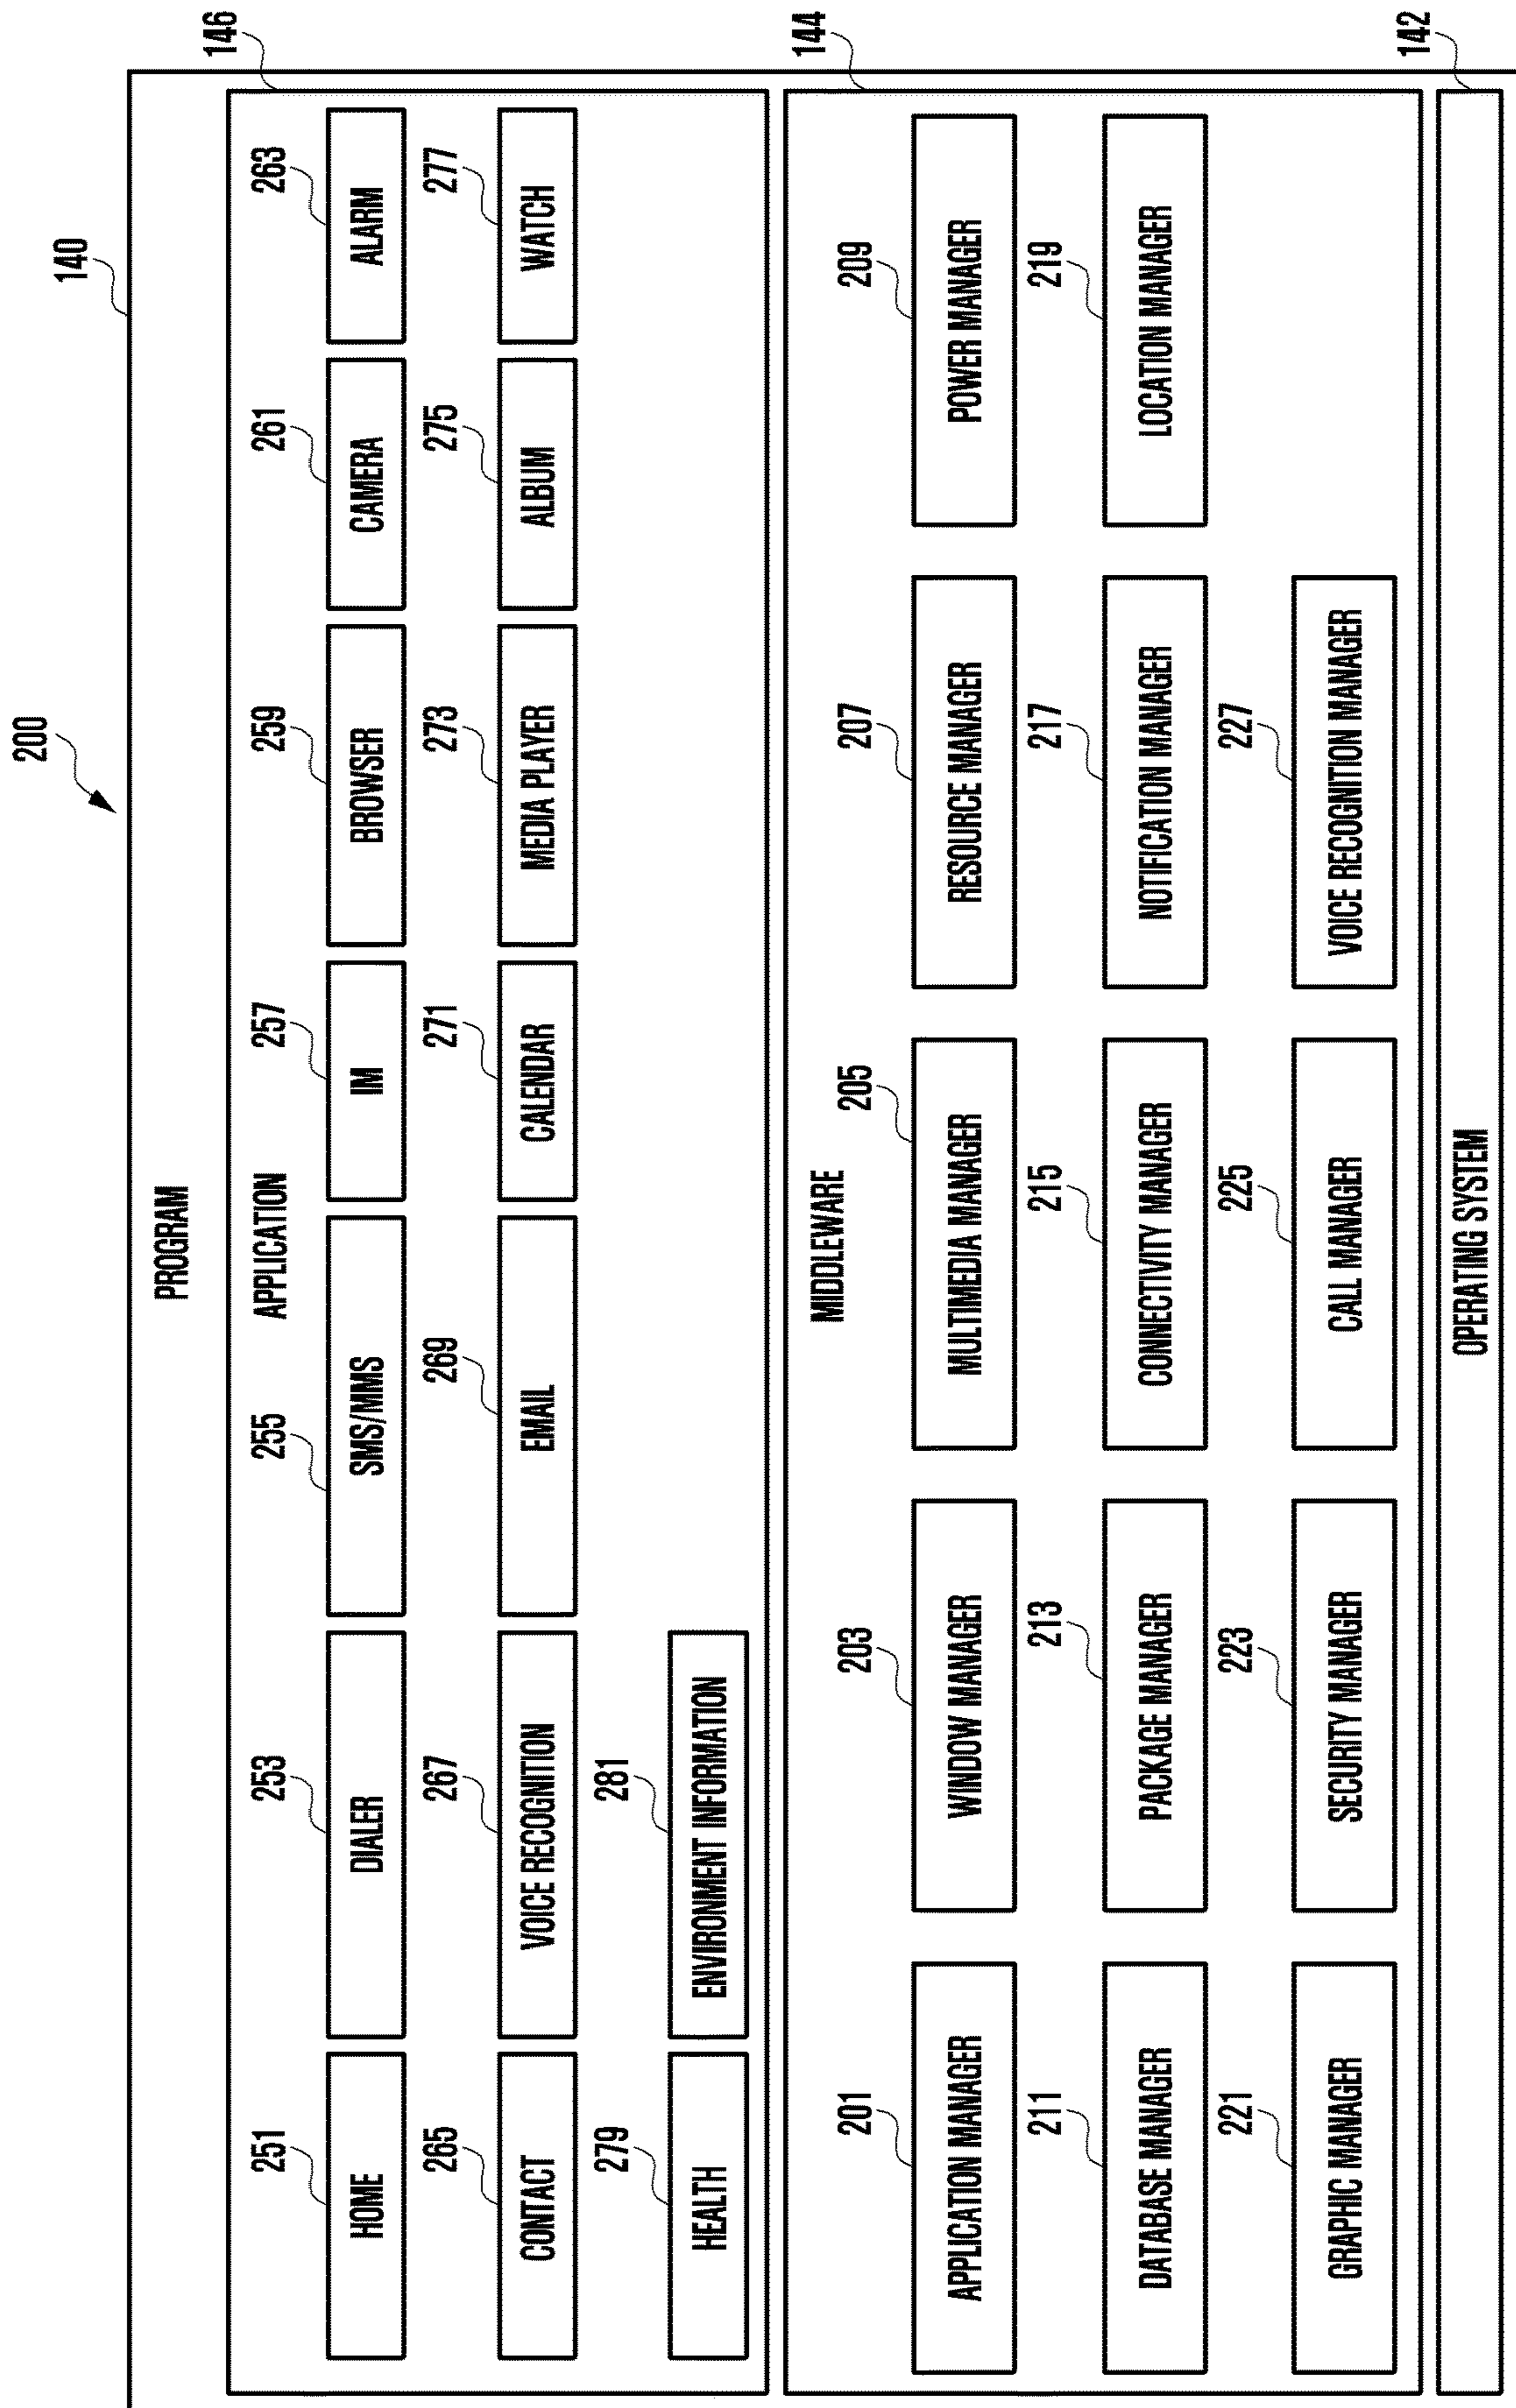 200
140
PROGRAM
146
APPLICATION
251 253 255 257 259 261 263
HOME DIALER SMS/MMS IM BROWSER CAMERA ALARM
265 267 269 271 273 275 277
CONTACT VOICE RECOGNITION EMAIL CALENDAR MEDIA PLAYER ALBUM WATCH
279 281
HEALTH ENVIRONMENT INFORMATION
144
MIDDLEWARE
201 203 205 207 209
APPLICATION MANAGER WINDOW MANAGER MULTIMEDIA MANAGER RESOURCE MANAGER POWER MANAGER
211 213 215 217 219
DATABASE MANAGER PACKAGE MANAGER CONNECTIVITY MANAGER NOTIFICATION MANAGER LOCATION MANAGER
221 223 225 227
GRAPHIC MANAGER SECURITY MANAGER CALL MANAGER VOICE RECOGNITION MANAGER
142
OPERATING SYSTEM